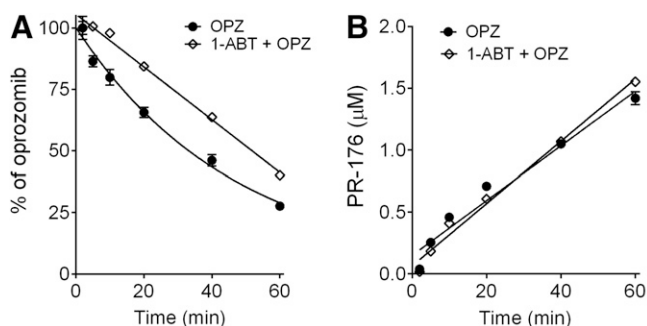 A
OPZ
1-ABT + OPZ
% of oprozomib
100
75
50
25
0
0 20 40 60
Time (min)
B
OPZ
1-ABT + OPZ
PR-176 (μM)
2.0
1.5
1.0
0.5
0.0
0 20 40 60
Time (min)